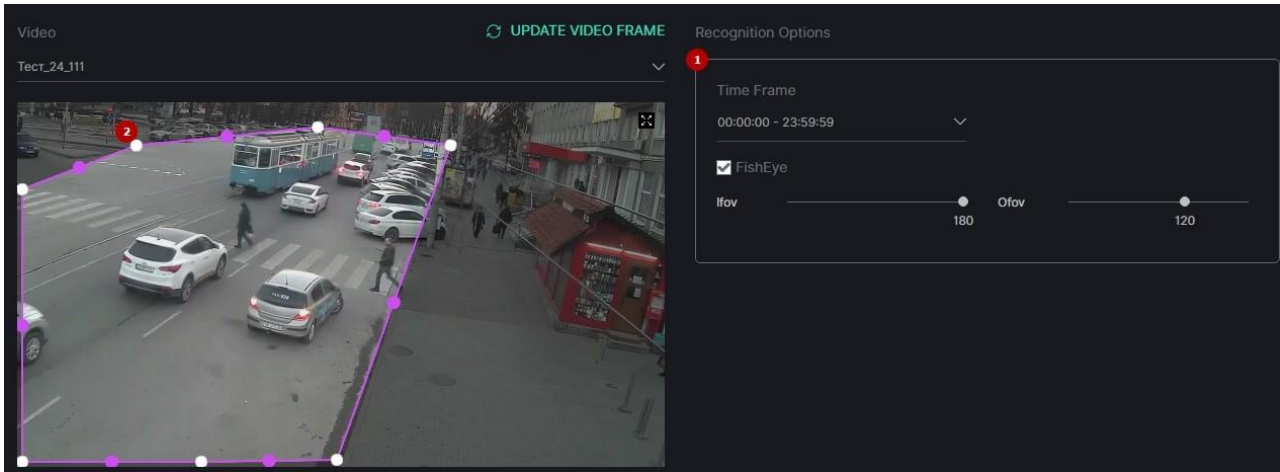 Video
UPDATE VIDEO FRAME
Тест_24_111
2
Recognition Options
1
Time Frame
00:00:00 - 23:59:59
FishEye
Ifov
180
Ofov
120